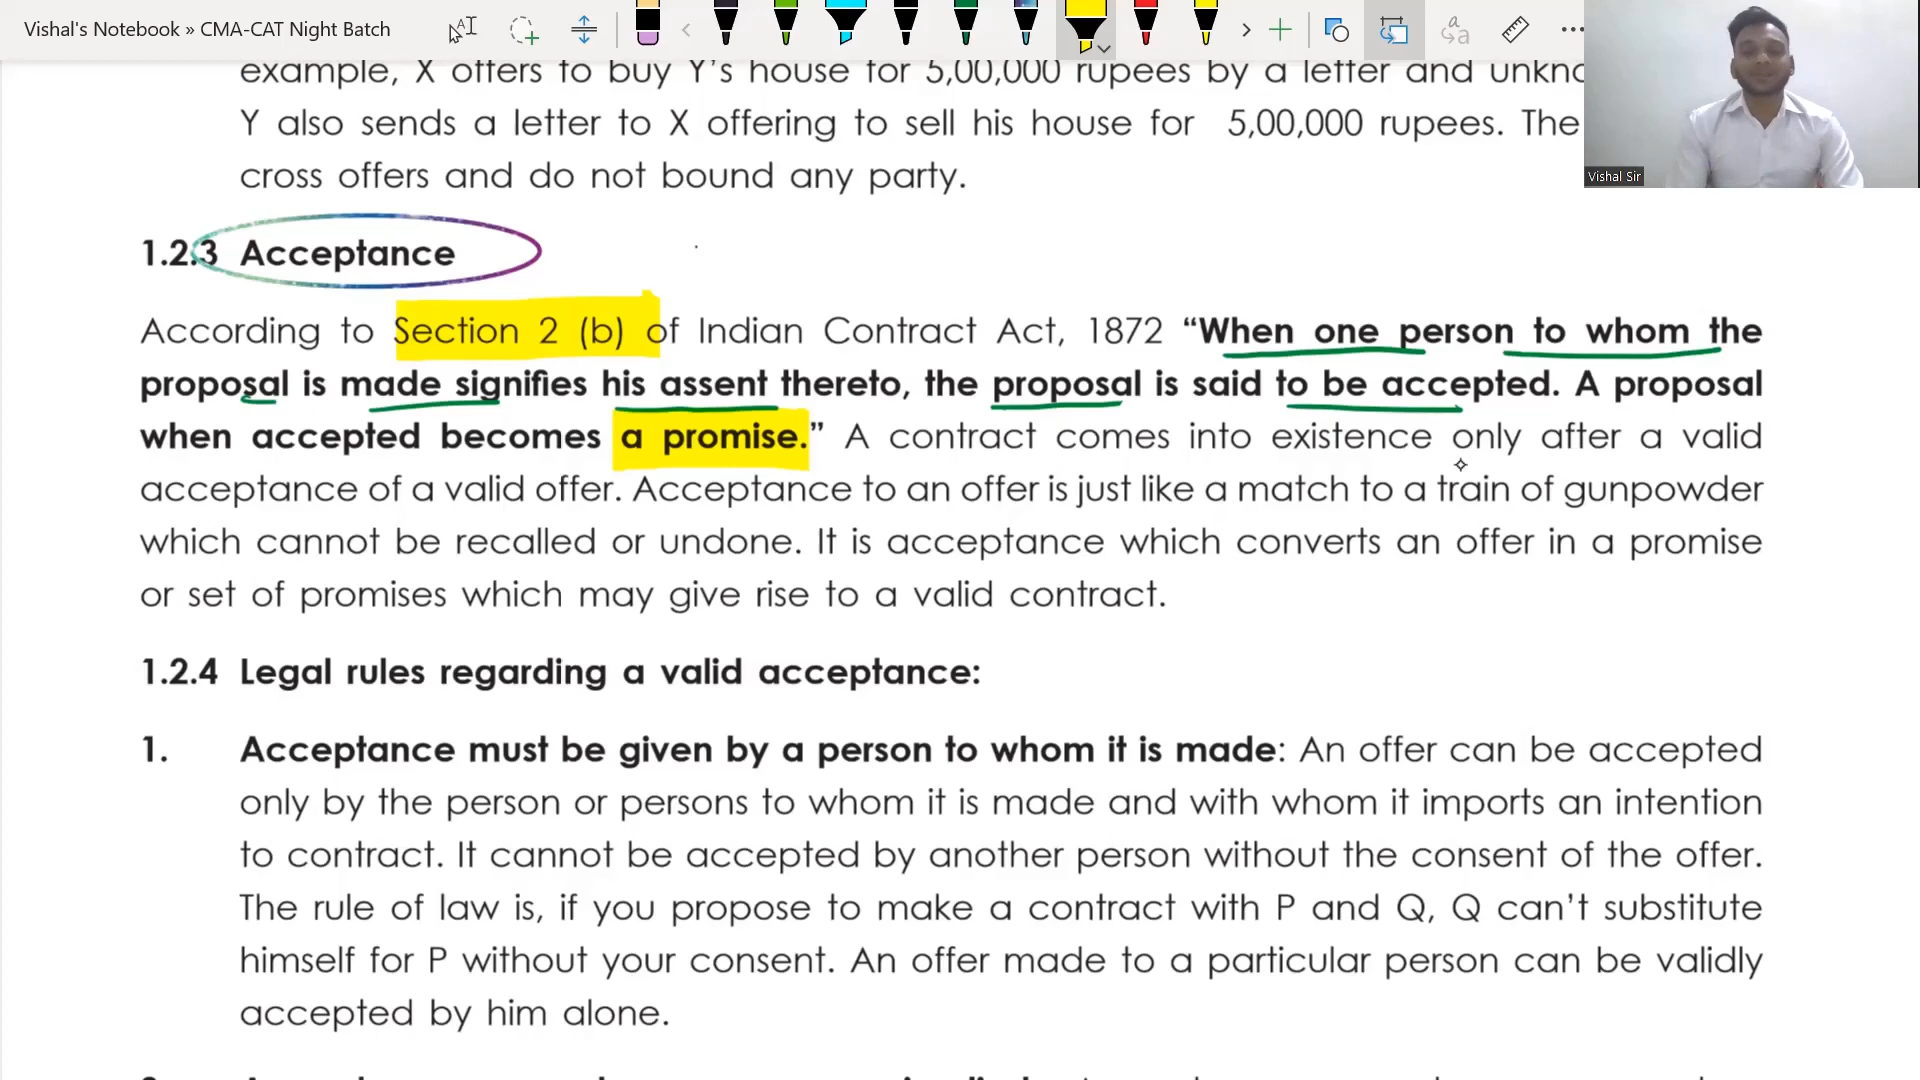 Vishal's Notebook » CMA-CAT Night Batch
example, X offers to buy Y's house for 5,00,000 rupees by a letter and
Y also sends a letter to X offering to sell his house for 5,00,000 rupees. The
cross offers and do not bound any party.
Vishal Sir
1.2.3 Acceptance
According to Section 2 (b) of Indian Contract Act, 1872 “When one person to whom the
proposal is made signifies his assent thereto, the proposal is said to be accepted. A proposal
when accepted becomes a promise.” A contract comes into existence only after a valid
acceptance of a valid offer. Acceptance to an offer is just like a match to a train of gunpowder
which cannot be recalled or undone. It is acceptance which converts an offer in a promise
or set of promises which may give rise to a valid contract.
1.2.4 Legal rules regarding a valid acceptance:
1. Acceptance must be given by a person to whom it is made: An offer can be accepted
only by the person or persons to whom it is made and with whom it imports an intention
to contract. It cannot be accepted by another person without the consent of the offer.
The rule of law is, if you propose to make a contract with P and Q, Q can’t substitute
himself for P without your consent. An offer made to a particular person can be validly
accepted by him alone.